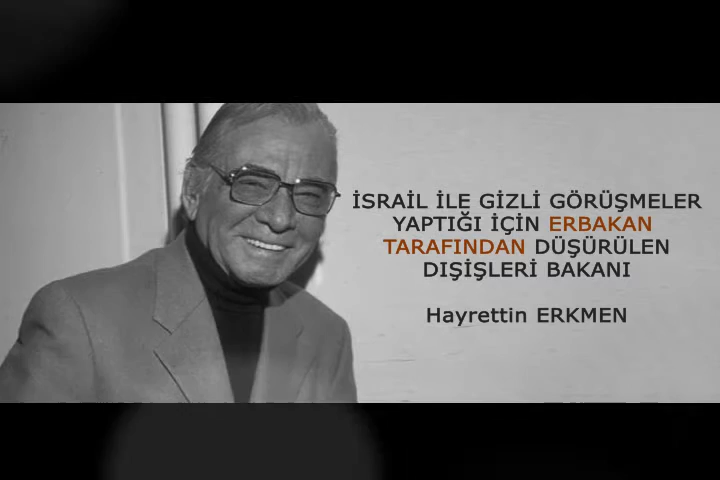 İSRAİL İLE GİZLİ GÖRÜŞMELER
YAPTIĞI İÇİN ERBAKAN
TARAFINDAN DÜŞÜRÜLEN
DIŞİŞLERİ BAKANI
Hayrettin ERKMEN